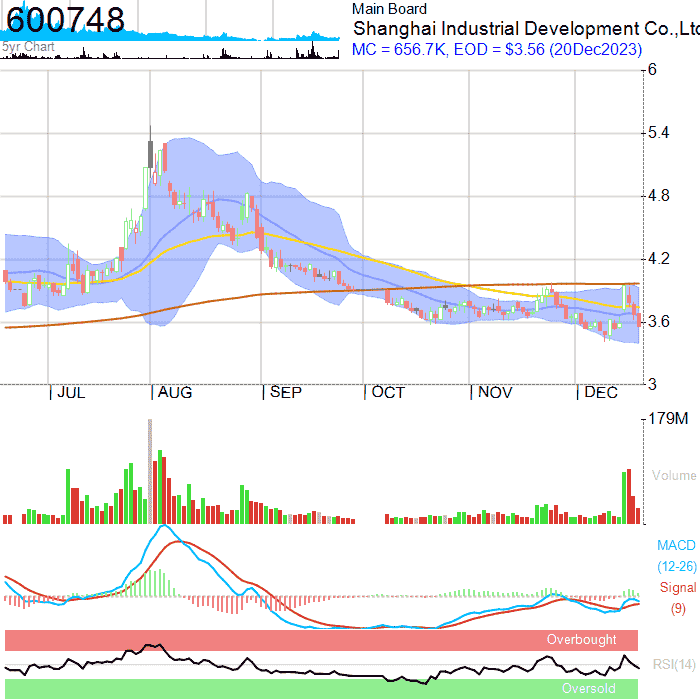 600748
5yr Chart
Main Board
Shanghai Industrial Development Co.,Ltd
MC = 656.7K, EOD = $3.56 (20Dec2023)
6
5.4
4.8
4.2
3.6
3
JUL
AUG
SEP
OCT
NOV
DEC
179M
Volume
MACD
(12-26)
Signal
(9)
Overbought
RSI(14)
Oversold